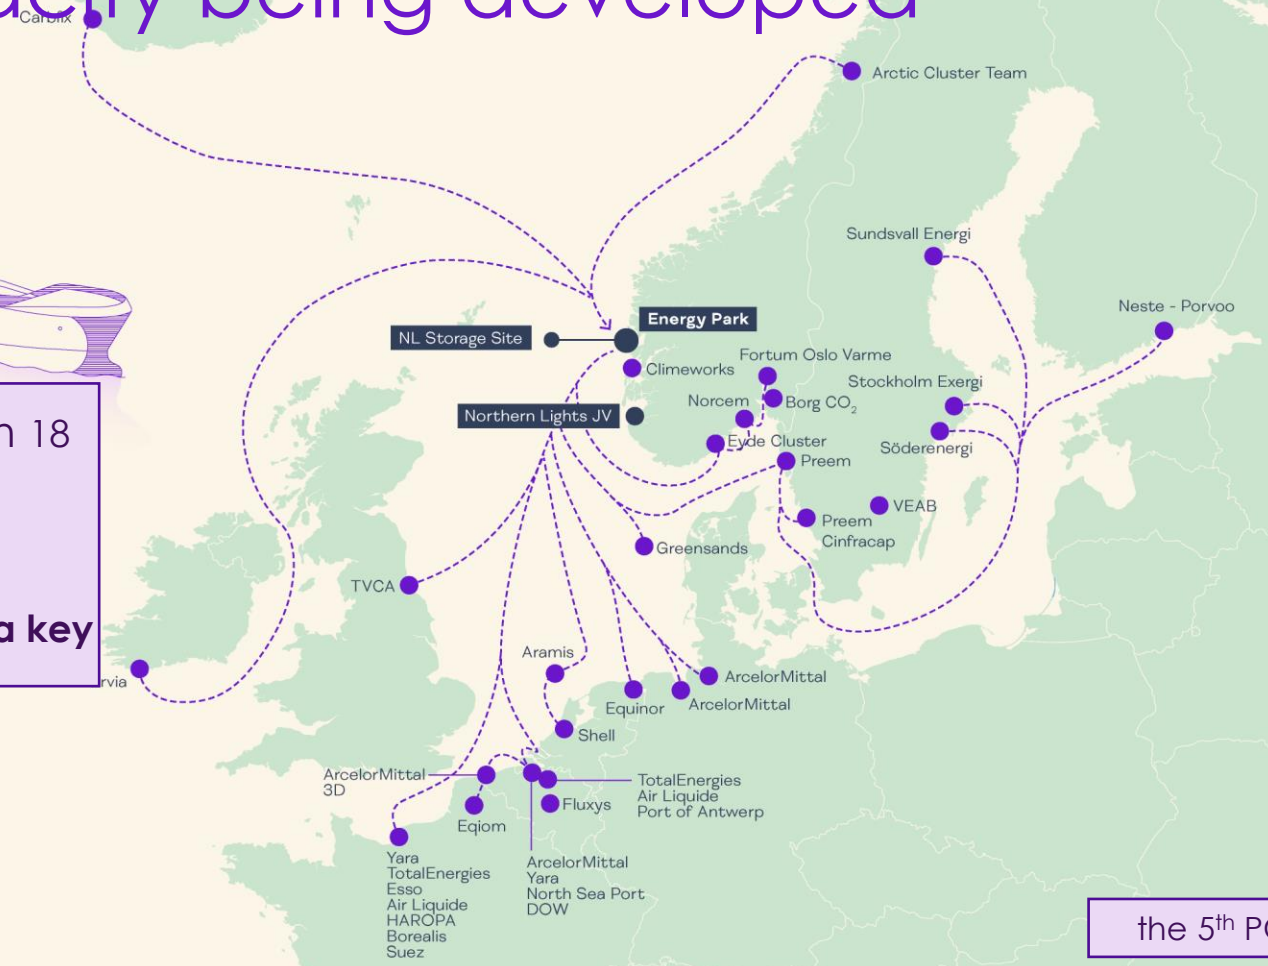 being developed
Carbfix
Arctic Cluster Team
Sundsvall Energi
Neste - Porvoo
Energy Park
NL Storage Site
Fortum Oslo Varme
Climeworks
Stockholm Exergi
Norcem
Borg CO₂
Northern Lights JV
Eyde Cluster
Söderenergi
Preem
18
VEAB
Preem
Cinfracap
Greensands
TVCA
a key
Aramis
rvia
ArcelorMittal
Equinor
ArcelorMittal
Shell
ArcelorMittal
3D
TotalEnergies
Air Liquide
Port of Antwerp
Fluxys
Eqiom
Yara
TotalEnergies
Esso
Air Liquide
HAROPA
Borealis
Suez
ArcelorMittal
Yara
North Sea Port
DOW
the 5th